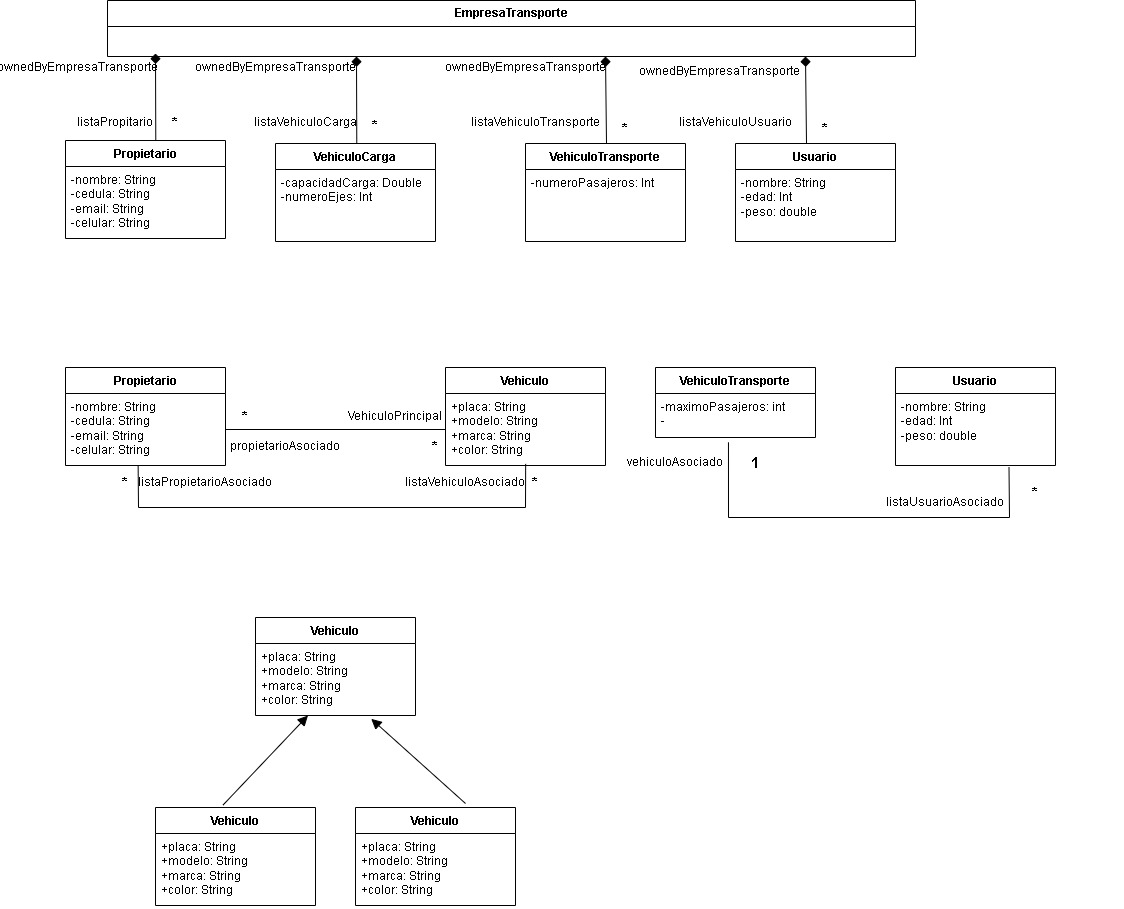 EmpresaTransporte
ownedByEmpresaTransporte
ownedByEmpresaTransporte
ownedByEmpresaTransporte
ownedByEmpresaTransporte
listaPropitario
*
listaVehiculoCarga
*
listaVehiculoTransporte
*
listaVehiculoUsuario
*
Propietario
-nombre: String
-cedula: String
-email: String
-celular: String
VehiculoCarga
-capacidadCarga: Double
-numeroEjes: Int
VehiculoTransporte
-numeroPasajeros: Int
Usuario
-nombre: String
-edad: Int
-peso: double
Propietario
-nombre: String
-cedula: String
-email: String
-celular: String
*
VehiculoPrincipal
propietarioAsociado
*
Vehiculo
+placa: String
+modelo: String
+marca: String
+color: String
*
listaPropietarioAsociado
listaVehiculoAsociado
*
VehiculoTransporte
-maximoPasajeros: int
-
Usuario
-nombre: String
-edad: Int
-peso: double
vehiculoAsociado
1
listaUsuarioAsociado
*
Vehiculo
+placa: String
+modelo: String
+marca: String
+color: String
Vehiculo
+placa: String
+modelo: String
+marca: String
+color: String
Vehiculo
+placa: String
+modelo: String
+marca: String
+color: String